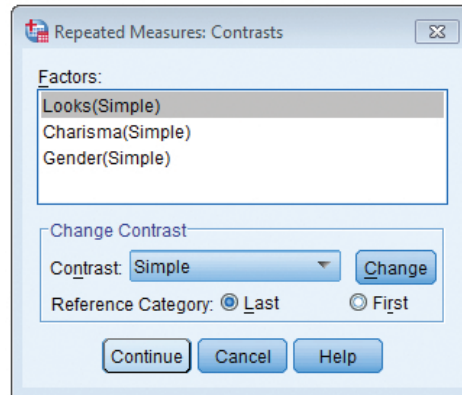 Repeated Measures: Contrasts
Factors:
Looks(Simple)
Charisma(Simple)
Gender(Simple)
Change Contrast
Contrast: Simple Change
Reference Category: Last First
Continue Cancel Help